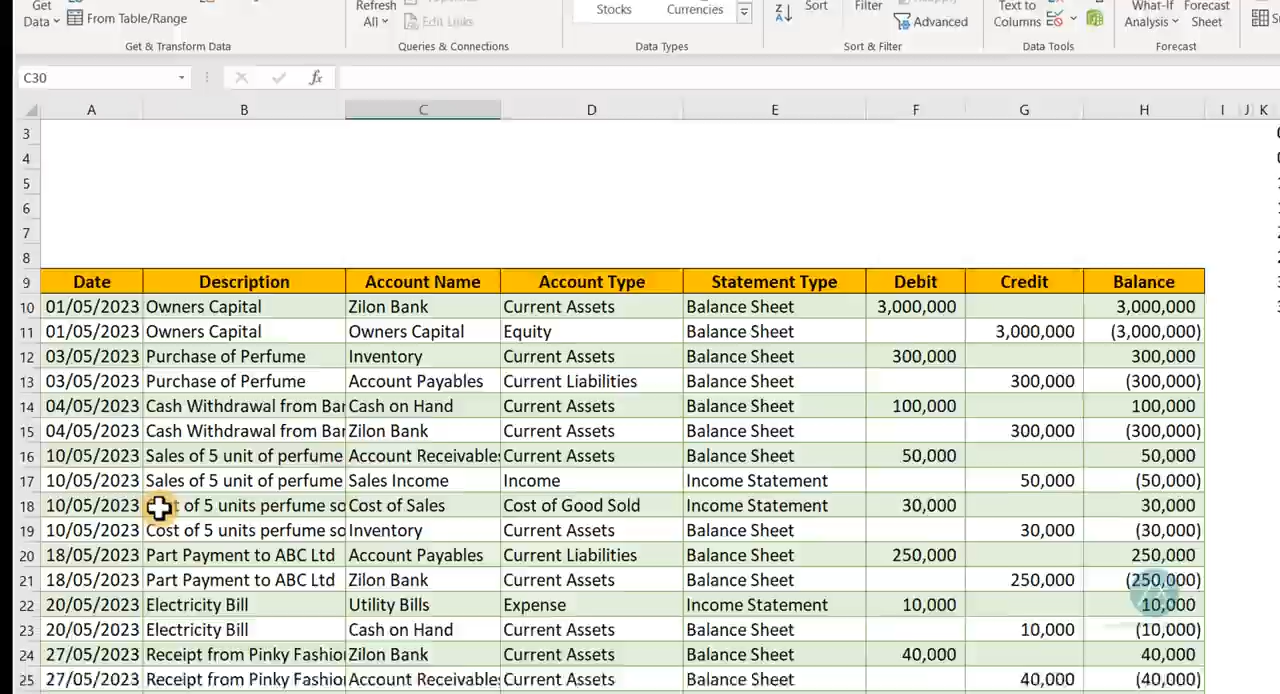 Get Refresh Stocks Currencies Sort Filter Text to What-If Forecast
Data From Table/Range All Edit Links Advanced Columns Analysis Sheet
Get & Transform Data Queries & Connections Data Types Sort & Filter Data Tools Forecast
C30 fx
A B C D E F G H I J K
3
4
5
6
7
8
9 Date Description Account Name Account Type Statement Type Debit Credit Balance
10 01/05/2023 Owners Capital Zilon Bank Current Assets Balance Sheet 3,000,000 3,000,000
11 01/05/2023 Owners Capital Owners Capital Equity Balance Sheet 3,000,000 (3,000,000)
12 03/05/2023 Purchase of Perfume Inventory Current Assets Balance Sheet 300,000 300,000
13 03/05/2023 Purchase of Perfume Account Payables Current Liabilities Balance Sheet 300,000 (300,000)
14 04/05/2023 Cash Withdrawal from Bar Cash on Hand Current Assets Balance Sheet 100,000 100,000
15 04/05/2023 Cash Withdrawal from Bar Zilon Bank Current Assets Balance Sheet 300,000 (300,000)
16 10/05/2023 Sales of 5 unit of perfume Account Receivables Current Assets Balance Sheet 50,000 50,000
17 10/05/2023 Sales of 5 unit of perfume Sales Income Income Income Statement 50,000 (50,000)
18 10/05/2023 of 5 units perfume so Cost of Sales Cost of Good Sold Income Statement 30,000 30,000
19 10/05/2023 Cost of 5 units perfume so Inventory Current Assets Balance Sheet 30,000 (30,000)
20 18/05/2023 Part Payment to ABC Ltd Account Payables Current Liabilities Balance Sheet 250,000 250,000
21 18/05/2023 Part Payment to ABC Ltd Zilon Bank Current Assets Balance Sheet 250,000 (250,000)
22 20/05/2023 Electricity Bill Utility Bills Expense Income Statement 10,000 10,000
23 20/05/2023 Electricity Bill Cash on Hand Current Assets Balance Sheet 10,000 (10,000)
24 27/05/2023 Receipt from Pinky Fashio Zilon Bank Current Assets Balance Sheet 40,000 40,000
25 27/05/2023 Receipt from Pinky Fashio Account Receivables Current Assets Balance Sheet 40,000 (40,000)